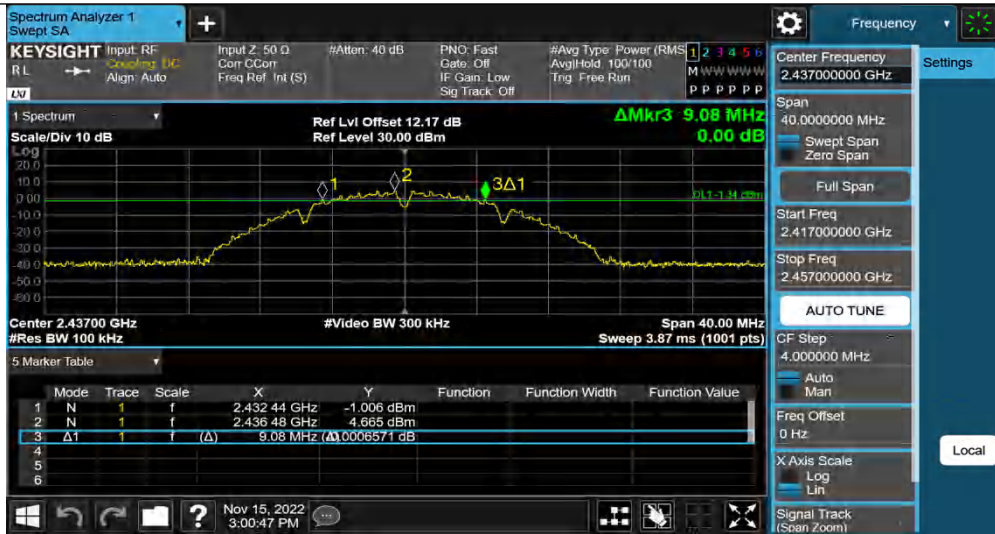 Spectrum Analyzer 1
Swept SA
+
Frequency
KEYSIGHT Input: RF Input Z: 50 Ω #Atten: 40 dB PNO: Fast #Avg Type: Power (RMS 1 2 3 4 5 6
RL Coupling: DC Corr CCorr Gate: Off Avg|Hold: 100/100 M W W W W W
Align: Auto Freq Ref: Int (S) IF Gain: Low Trig: Free Run
Sig Track: Off P P P P P P
LXI
1 Spectrum Ref Lvl Offset 12.17 dB ΔMkr3 9.08 MHz
Scale/Div 10 dB Ref Level 30.00 dBm 0.00 dB
Log
20.0
10.0
0.00
-10.0
-20.0
-30.0
-40.0
-50.0
-60.0
1 2 3Δ1
DL1 -1.34 dBm
Center 2.43700 GHz #Video BW 300 kHz Span 40.00 MHz
#Res BW 100 kHz Sweep 3.87 ms (1001 pts)
5 Marker Table
Mode Trace Scale X Y Function Function Width Function Value
1 N 1 f 2.432 44 GHz -1.006 dBm
2 N 1 f 2.436 48 GHz 4.665 dBm
3 Δ1 1 f (Δ) 9.08 MHz (Δ) 0.0006571 dB
4
5
6
? Nov 15, 2022
3:00:47 PM
Center Frequency
2.437000000 GHz
Settings
Span
40.0000000 MHz
Swept Span
Zero Span
Full Span
Start Freq
2.417000000 GHz
Stop Freq
2.457000000 GHz
AUTO TUNE
CF Step
4.000000 MHz
Auto
Man
Freq Offset
0 Hz
Local
X Axis Scale
Log
Lin
Signal Track
(Span Zoom)